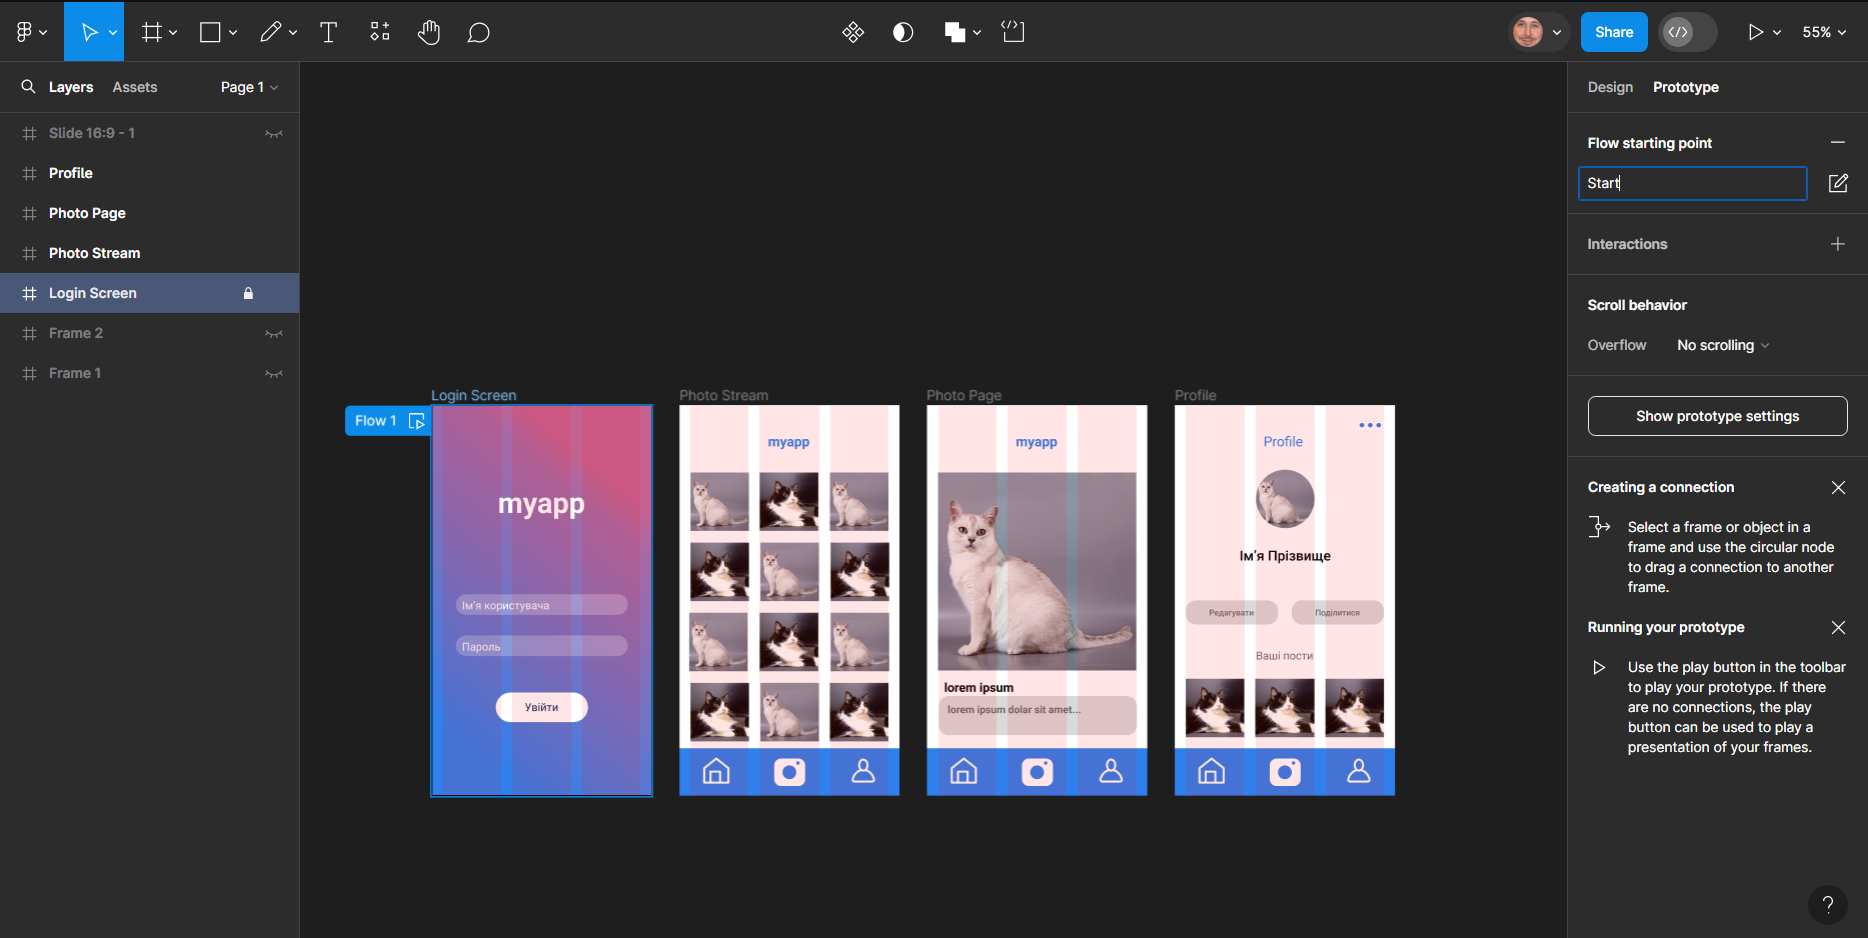 Share
55%
Layers
Assets
Page 1
Slide 16:9 - 1
Profile
Photo Page
Photo Stream
Login Screen
Frame 2
Frame 1
Flow 1
Login Screen
myapp
Ім'я користувача
Пароль
Увійти
Photo Stream
myapp
Photo Page
myapp
lorem ipsum
lorem ipsum dolar sit amet...
Profile
Profile
Ім'я Прізвище
Редагувати
Поділитися
Ваші пости
Design
Prototype
Flow starting point
Start
Interactions
Scroll behavior
Overflow
No scrolling
Show prototype settings
Creating a connection
Select a frame or object in a
frame and use the circular node
to drag a connection to another
frame.
Running your prototype
Use the play button in the toolbar
to play your prototype. If there
are no connections, the play
button can be used to play a
presentation of your frames.
?